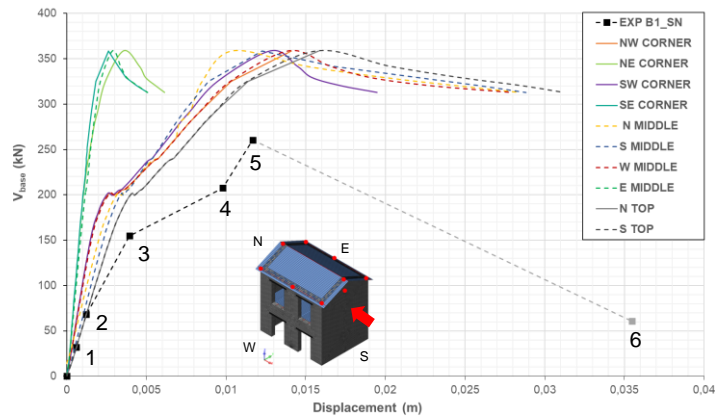 400
350
300
250
200
150
100
50
0
V_base (kN)
0
0,005
0,01
0,015
0,02
0,025
0,03
0,035
0,04
Displacement (m)
1
2
3
4
5
6
N
E
W
S
EXP B1_SN
NW CORNER
NE CORNER
SW CORNER
SE CORNER
N MIDDLE
S MIDDLE
W MIDDLE
E MIDDLE
N TOP
S TOP